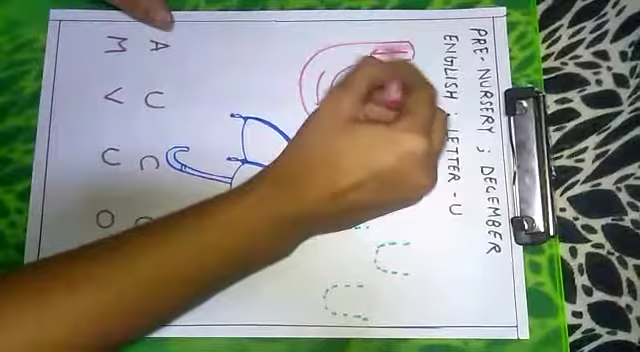 PRE-NURSERY ; DECEMBER
ENGLISH ; LETTER - U
U
U
A U C
M V U O